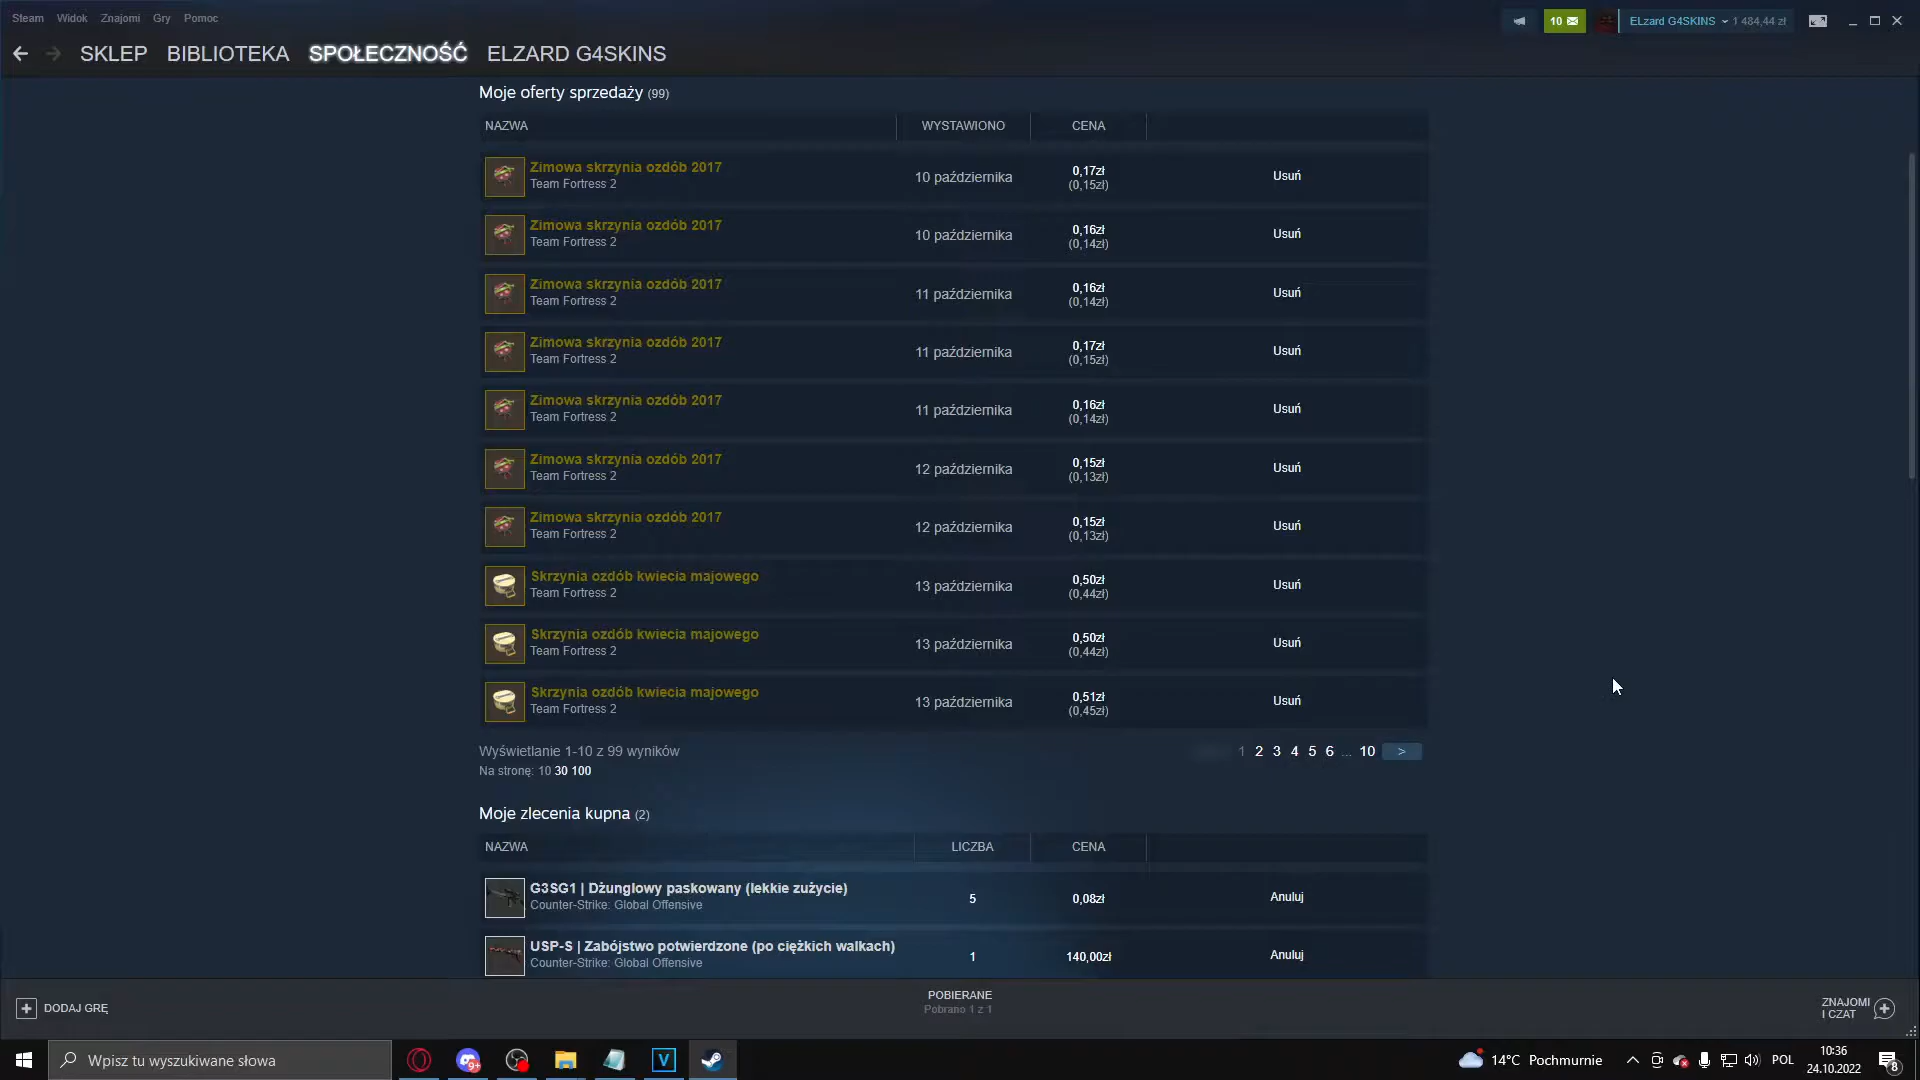 Steam Widok Znajomi Gry Pomoc
10
ELzard G4SKINS 1 484,44 zł
SKLEP BIBLIOTEKA SPOŁECZNOŚĆ ELZARD G4SKINS
Moje oferty sprzedaży (99)
NAZWA WYSTAWIONO CENA
Zimowa skrzynia ozdób 2017
Team Fortress 2
10 października
0,17zł
(0,15zł)
Usuń
Zimowa skrzynia ozdób 2017
Team Fortress 2
10 października
0,16zł
(0,14zł)
Usuń
Zimowa skrzynia ozdób 2017
Team Fortress 2
11 października
0,16zł
(0,14zł)
Usuń
Zimowa skrzynia ozdób 2017
Team Fortress 2
11 października
0,17zł
(0,15zł)
Usuń
Zimowa skrzynia ozdób 2017
Team Fortress 2
11 października
0,16zł
(0,14zł)
Usuń
Zimowa skrzynia ozdób 2017
Team Fortress 2
12 października
0,15zł
(0,13zł)
Usuń
Zimowa skrzynia ozdób 2017
Team Fortress 2
12 października
0,15zł
(0,13zł)
Usuń
Skrzynia ozdób kwiecia majowego
Team Fortress 2
13 października
0,50zł
(0,44zł)
Usuń
Skrzynia ozdób kwiecia majowego
Team Fortress 2
13 października
0,50zł
(0,44zł)
Usuń
Skrzynia ozdób kwiecia majowego
Team Fortress 2
13 października
0,51zł
(0,45zł)
Usuń
Wyświetlanie 1-10 z 99 wyników
1 2 3 4 5 6 ... 10 >
Na stronę: 10 30 100
Moje zlecenia kupna (2)
NAZWA LICZBA CENA
G3SG1 | Dżunglowy paskowany (lekkie zużycie)
Counter-Strike: Global Offensive
5
0,08zł
Anuluj
USP-S | Zabójstwo potwierdzone (po ciężkich walkach)
Counter-Strike: Global Offensive
1
140,00zł
Anuluj
DODAJ GRĘ
POBIERANE
Pobrano 1 z 1
ZNAJOMI
I CZAT
Wpisz tu wyszukiwane słowa
9+
V
14°C Pochmurnie
POL
10:36
24.10.2022
8